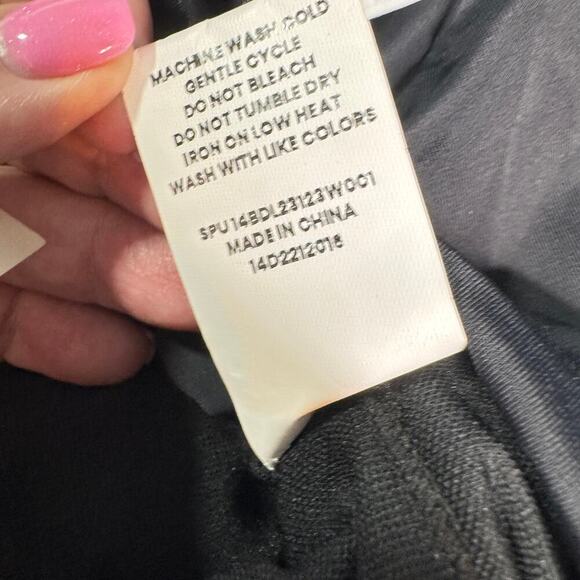 MACHINE WASH COLD
GENTLE CYCLE
DO NOT BLEACH
DO NOT TUMBLE DRY
IRON ON LOW HEAT
WASH WITH LIKE COLORS
SPU14BDL23123W001
MADE IN CHINA
14D2212018